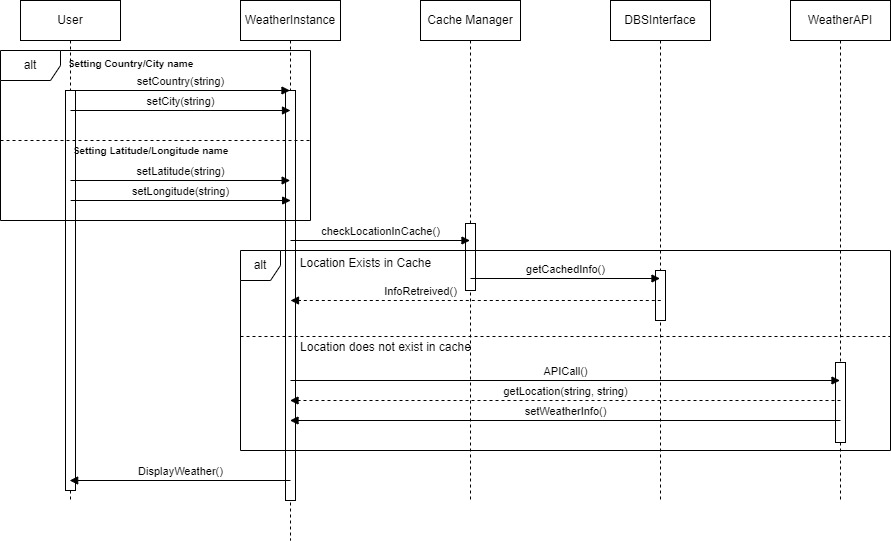 User
WeatherInstance
Cache Manager
DBSInterface
WeatherAPI
alt
Setting Country/City name
setCountry(string)
setCity(string)
Setting Latitude/Longitude name
setLatitude(string)
setLongitude(string)
checkLocationInCache()
alt
Location Exists in Cache
getCachedInfo()
InfoRetreived()
Location does not exist in cache
APICall()
getLocation(string, string)
setWeatherInfo()
DisplayWeather()